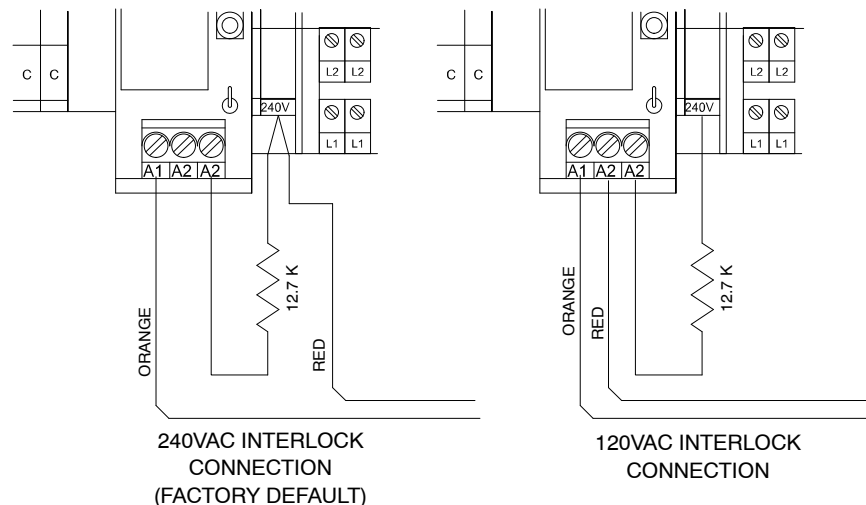 C C
240V
L2 L2
L1 L1
A1 A2 A2
ORANGE
12.7 K
RED
240VAC INTERLOCK
CONNECTION
(FACTORY DEFAULT)
C C
240V
L2 L2
L1 L1
A1 A2 A2
ORANGE
RED
12.7 K
120VAC INTERLOCK
CONNECTION